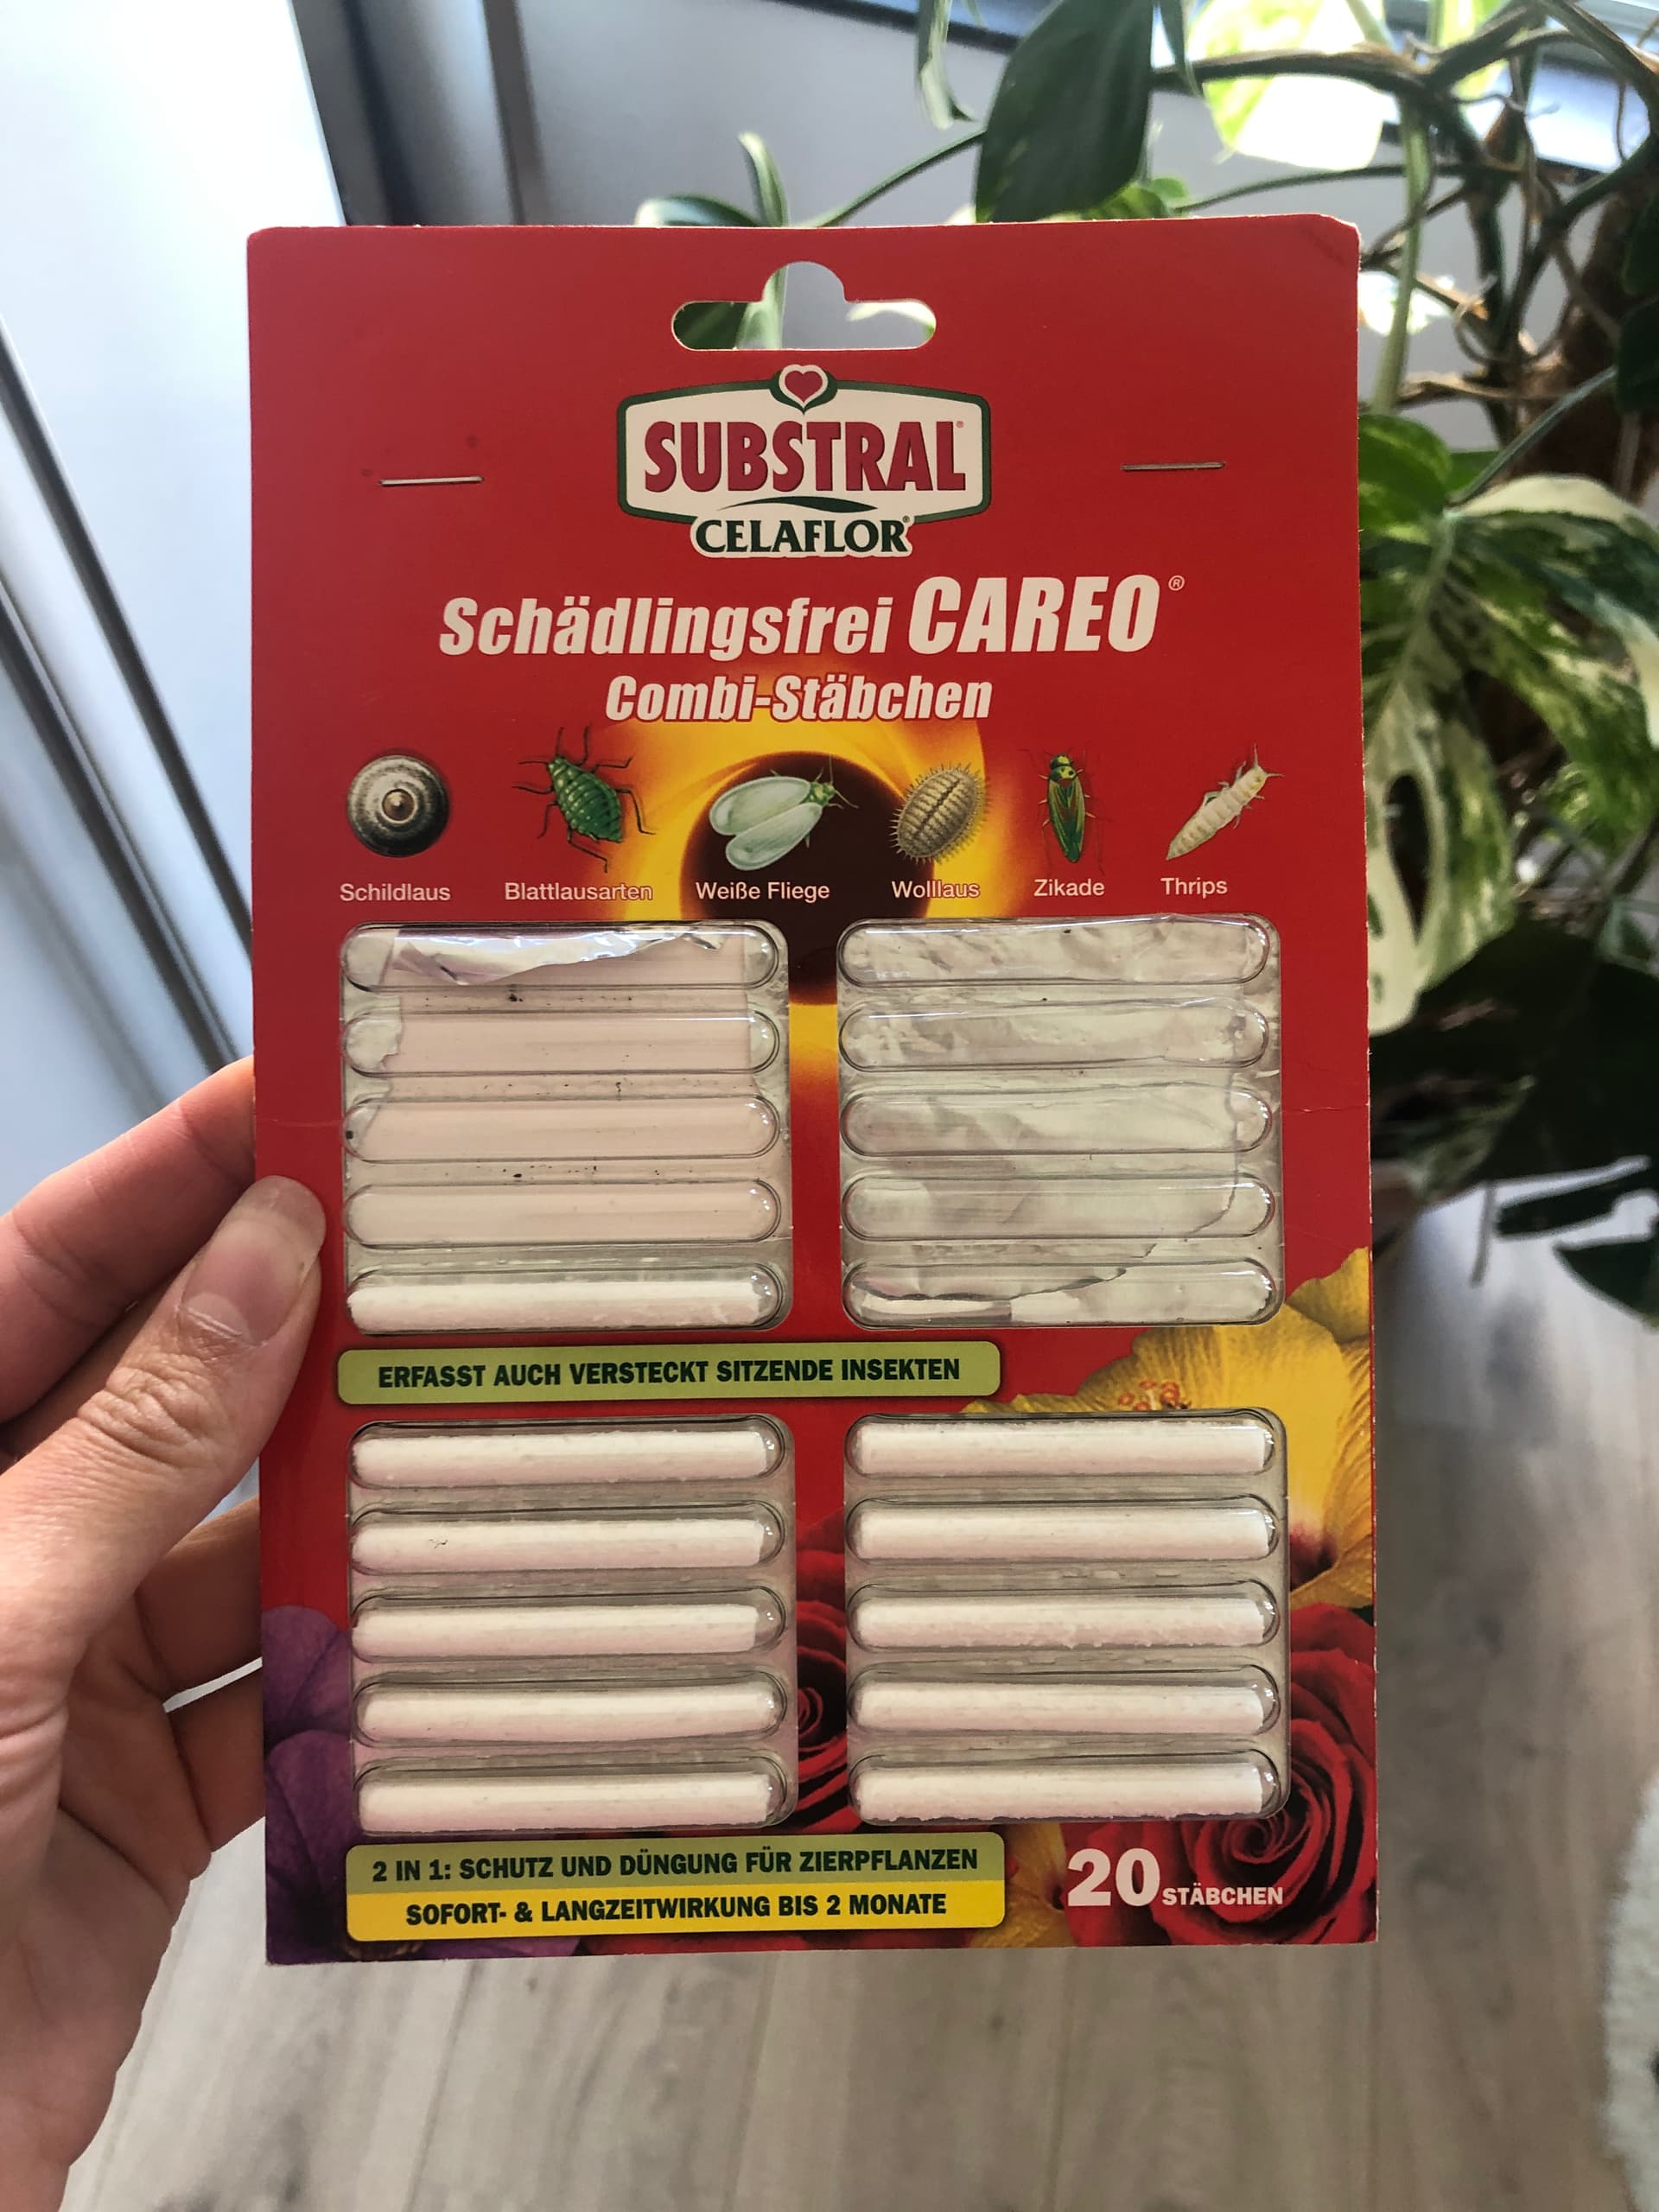 SUBSTRAL®
CELAFLOR®
Schädlingsfrei CAREO®
Combi-Stäbchen
Schildlaus Blattlausarten Weiße Fliege Wolllaus Zikade Thrips
ERFASST AUCH VERSTECKT SITZENDE INSEKTEN
2 IN 1: SCHUTZ UND DÜNGUNG FÜR ZIERPFLANZEN
SOFORT- & LANGZEITWIRKUNG BIS 2 MONATE
20 STÄBCHEN